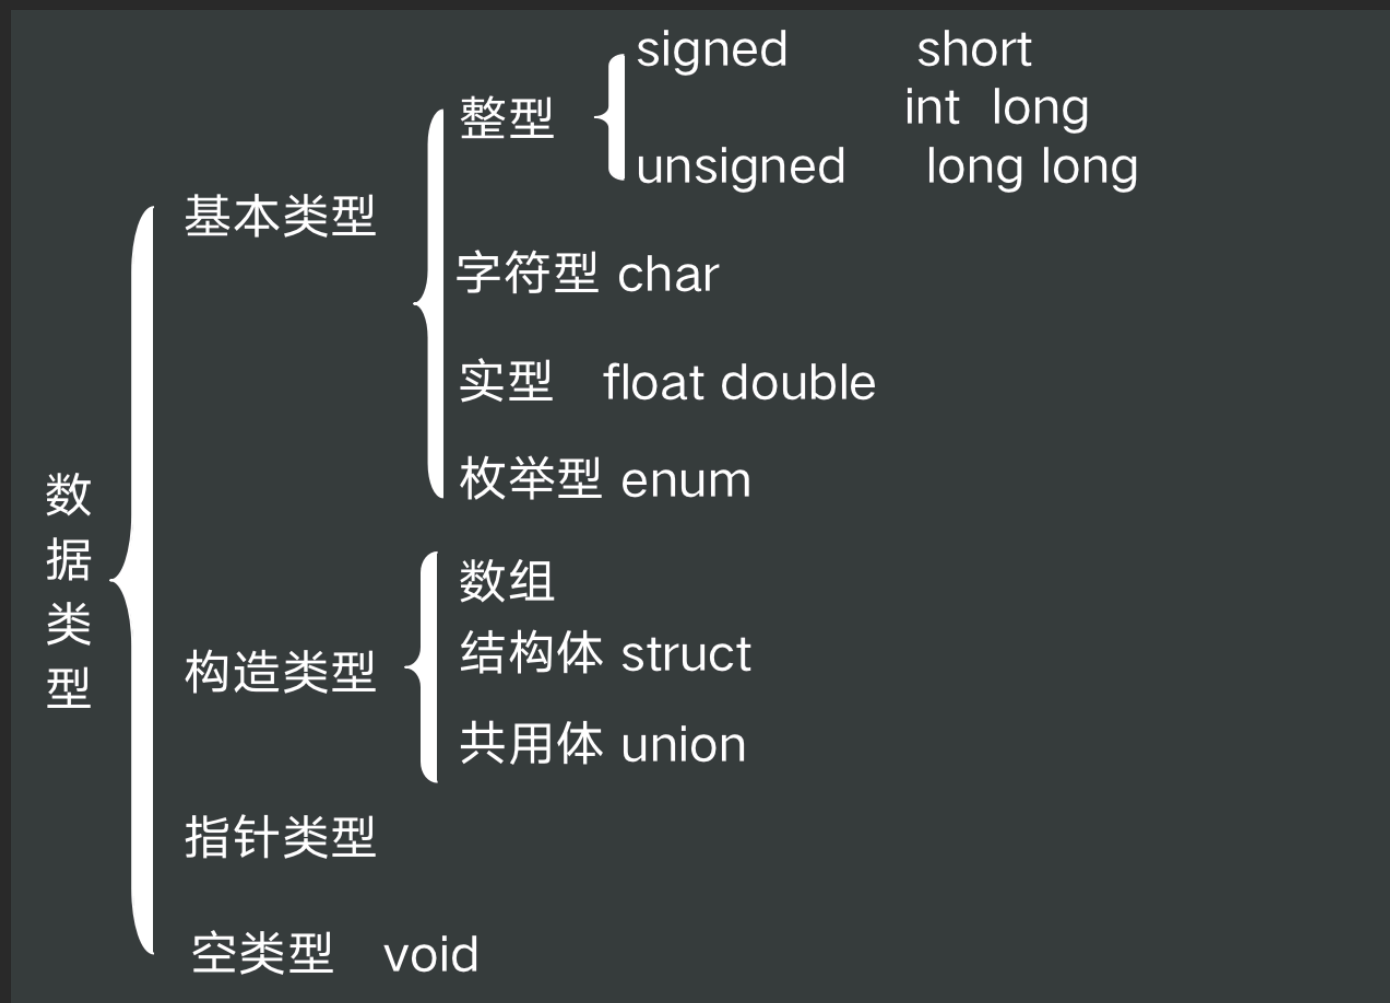 signed short
整型 int long
unsigned long long
基本类型
字符型 char
实型 float double
枚举型 enum
数据类型
数组
结构体 struct
构造类型
共用体 union
指针类型
空类型 void